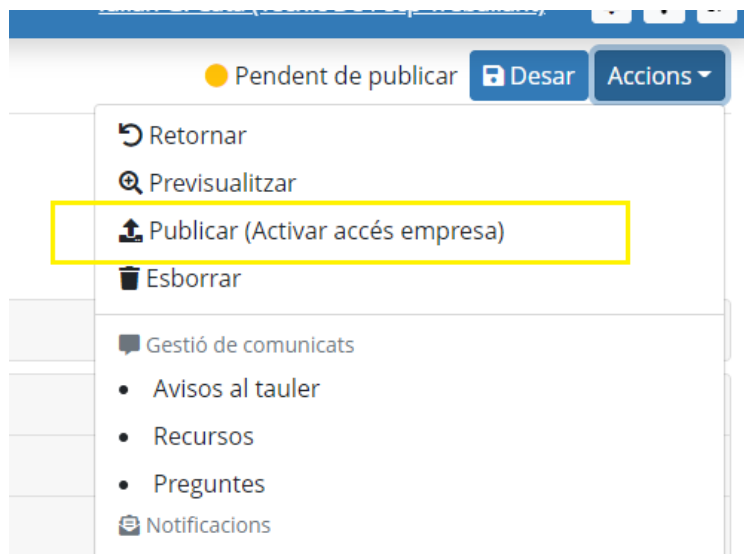 Pendent de publicar Desar Accions
Retornar
Previsualitzar
Publicar (Activar accés empresa)
Esborrar
Gestió de comunicats
Avisos al tauler
Recursos
Preguntes
Notificacions